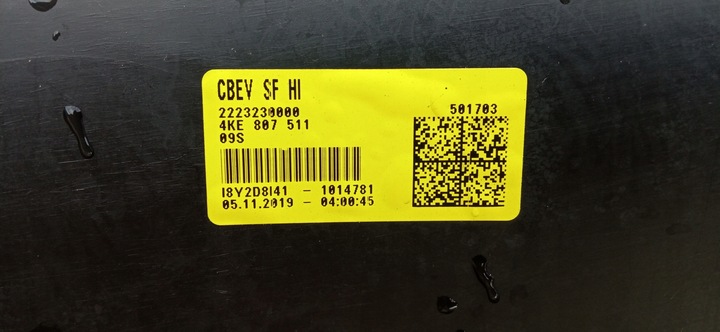 CBEV SF HI
2223230000
501703
4KE 807 511
09S
I8Y2D8I41 - 1014781
05.11.2019 - 04:00:45